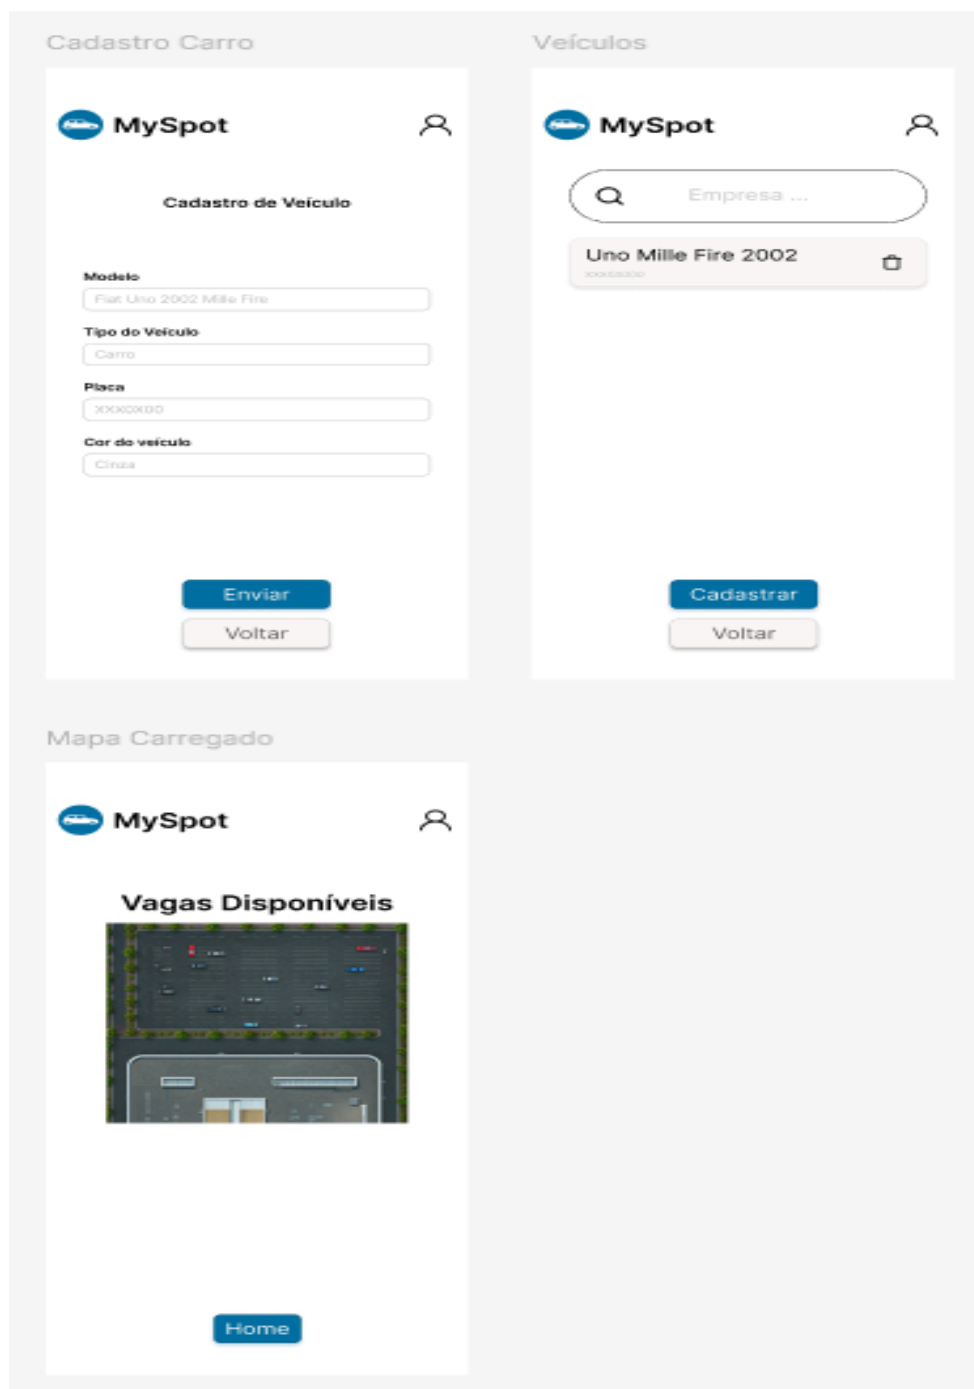 Cadastro Carro
MySpot
Cadastro de Veículo
Modelo
Fiat Uno 2002 Mille Fire
Tipo do Veículo
Carro
Placa
XXX0X00
Cor do veículo
Cinza
Enviar
Voltar
Veículos
MySpot
Empresa ...
Uno Mille Fire 2002
Cadastrar
Voltar
Mapa Carregado
MySpot
Vagas Disponíveis
Home